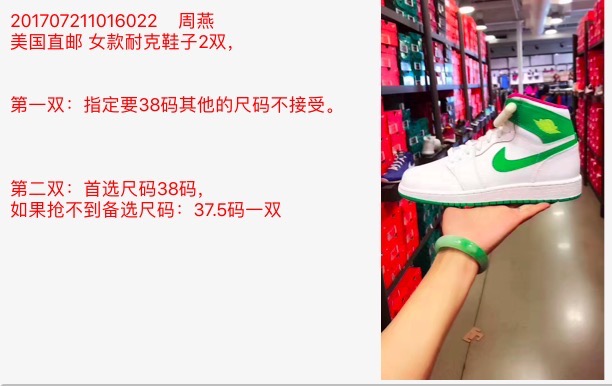 201707211016022 周燕
美国直邮 女款耐克鞋子2双，
第一双：指定要38码其他的尺码不接受。
第二双：首选尺码38码，
如果抢不到备选尺码：37.5码一双